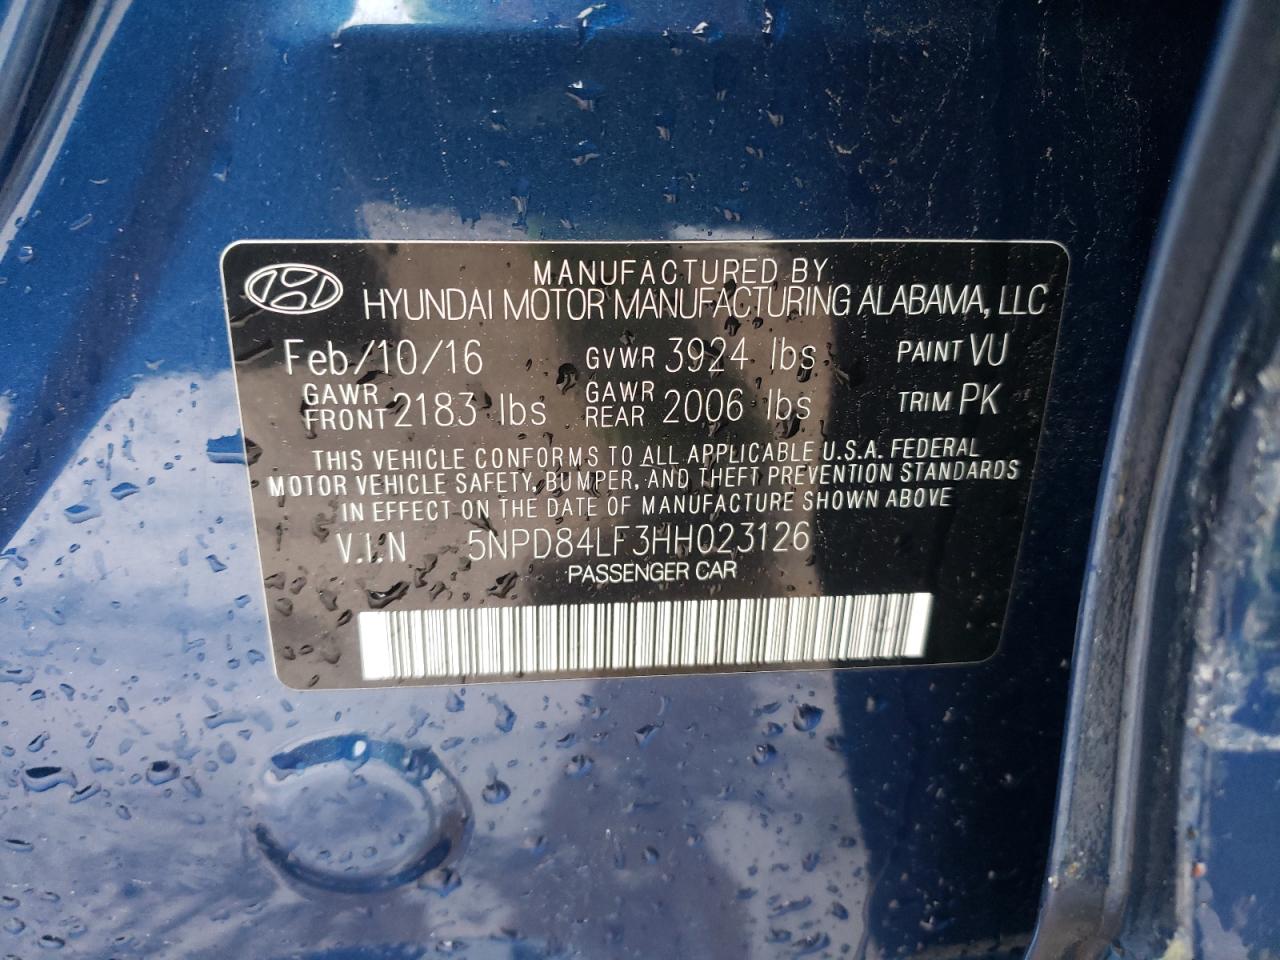 MANUFACTURED BY
HYUNDAI MOTOR MANUFACTURING ALABAMA, LLC
Feb/10/16 GVWR 3924 lbs PAINT VU
GAWR FRONT 2183 lbs GAWR REAR 2006 lbs TRIM PK
THIS VEHICLE CONFORMS TO ALL APPLICABLE U.S.A. FEDERAL
MOTOR VEHICLE SAFETY, BUMPER, AND THEFT PREVENTION STANDARDS
IN EFFECT ON THE DATE OF MANUFACTURE SHOWN ABOVE
V.I.N 5NPD84LF3HH023126
PASSENGER CAR